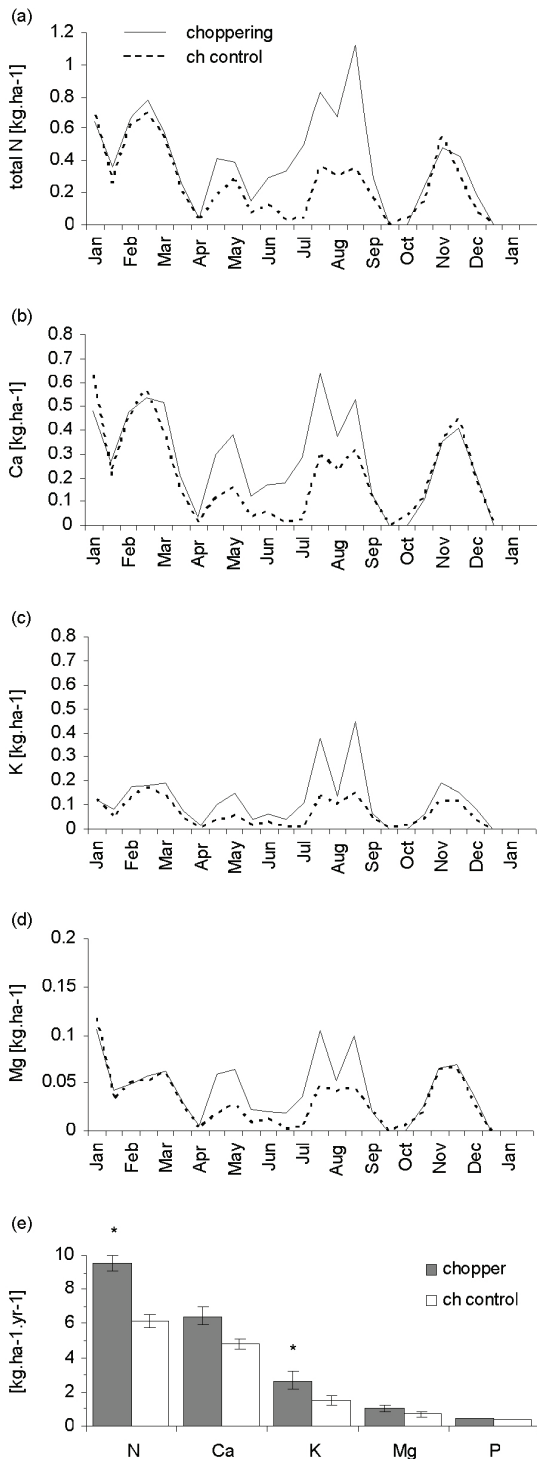 (a)
choppering
ch control
total N [kg.ha-1]
1.2
1
0.8
0.6
0.4
0.2
0
Jan Feb Mar Apr May Jun Jul Aug Sep Oct Nov Dec Jan
(b)
Ca [kg.ha-1]
0.8
0.7
0.6
0.5
0.4
0.3
0.2
0.1
0
Jan Feb Mar Apr May Jun Jul Aug Sep Oct Nov Dec Jan
(c)
K [kg.ha-1]
0.8
0.7
0.6
0.5
0.4
0.3
0.2
0.1
0
Jan Feb Mar Apr May Jun Jul Aug Sep Oct Nov Dec Jan
(d)
Mg [kg.ha-1]
0.2
0.15
0.1
0.05
0
Jan Feb Mar Apr May Jun Jul Aug Sep Oct Nov Dec Jan
(e)
[kg.ha-1.yr-1]
10
8
6
4
2
0
*
*
chopper
ch control
N Ca K Mg P